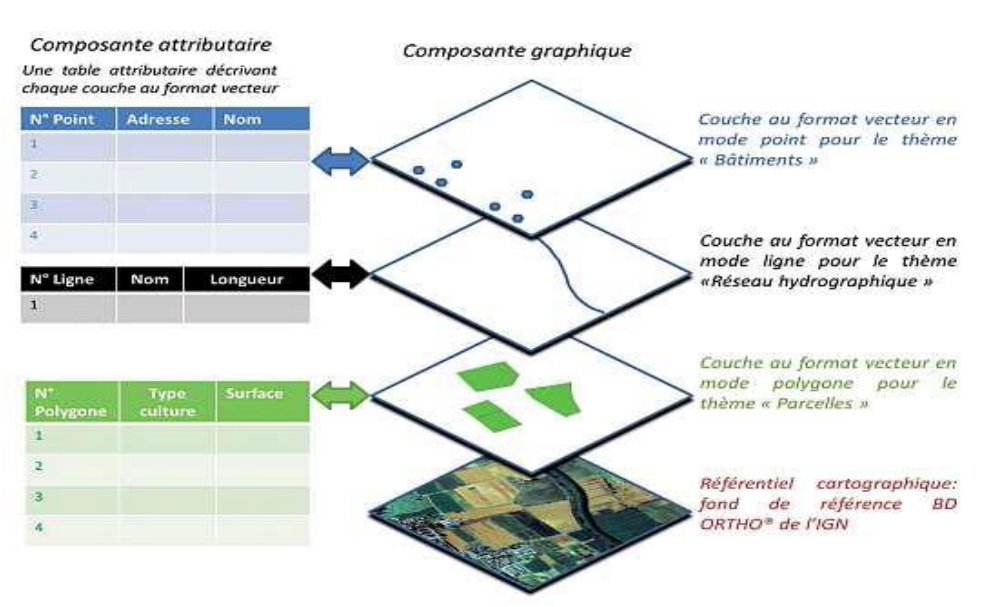 Composante attributaire
Une table attributaire décrivant
chaque couche au format vecteur
N° Point Adresse Nom
1
2
3
4
N° Ligne Nom Longueur
1
N° Polygone Type culture Surface
1
2
3
4
Composante graphique
Couche au format vecteur en
mode point pour le thème
« Bâtiments »
Couche au format vecteur en
mode ligne pour le thème
«Réseau hydrographique »
Couche au format vecteur en
mode polygone pour le
thème « Parcelles »
Référentiel cartographique:
fond de référence BD
ORTHO® de l'IGN